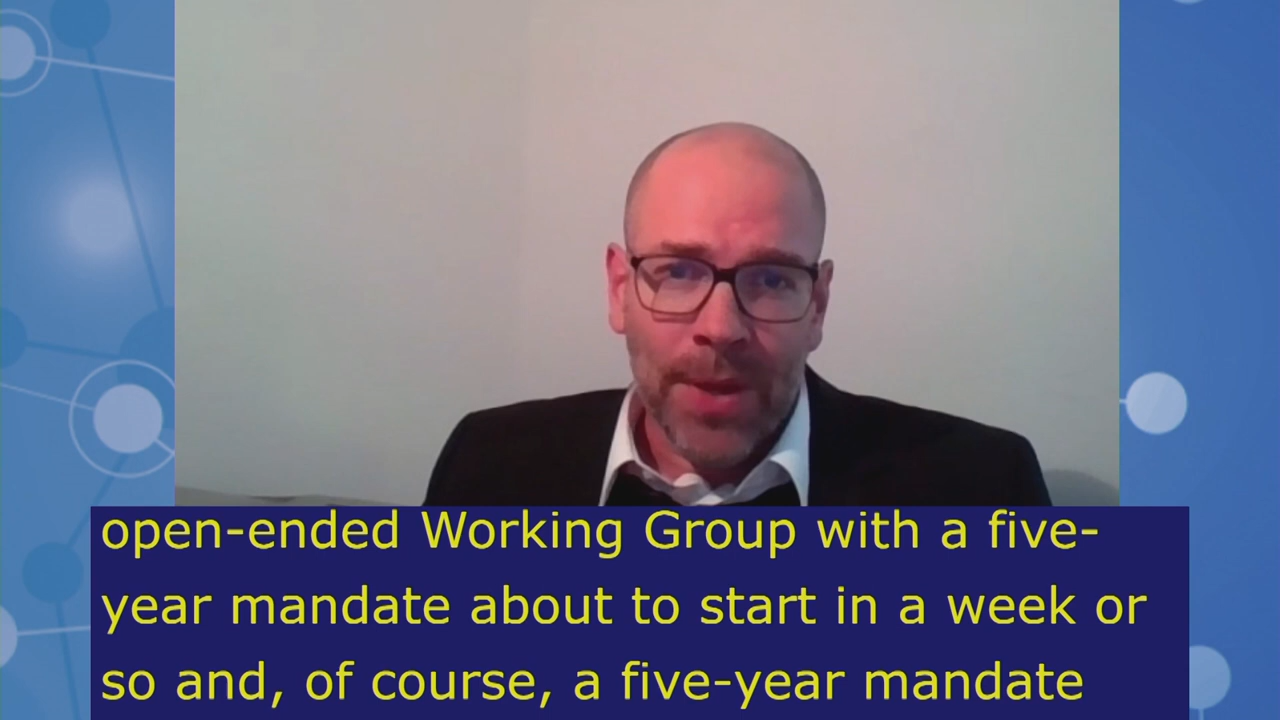 open-ended Working Group with a five-
year mandate about to start in a week or
so and, of course, a five-year mandate